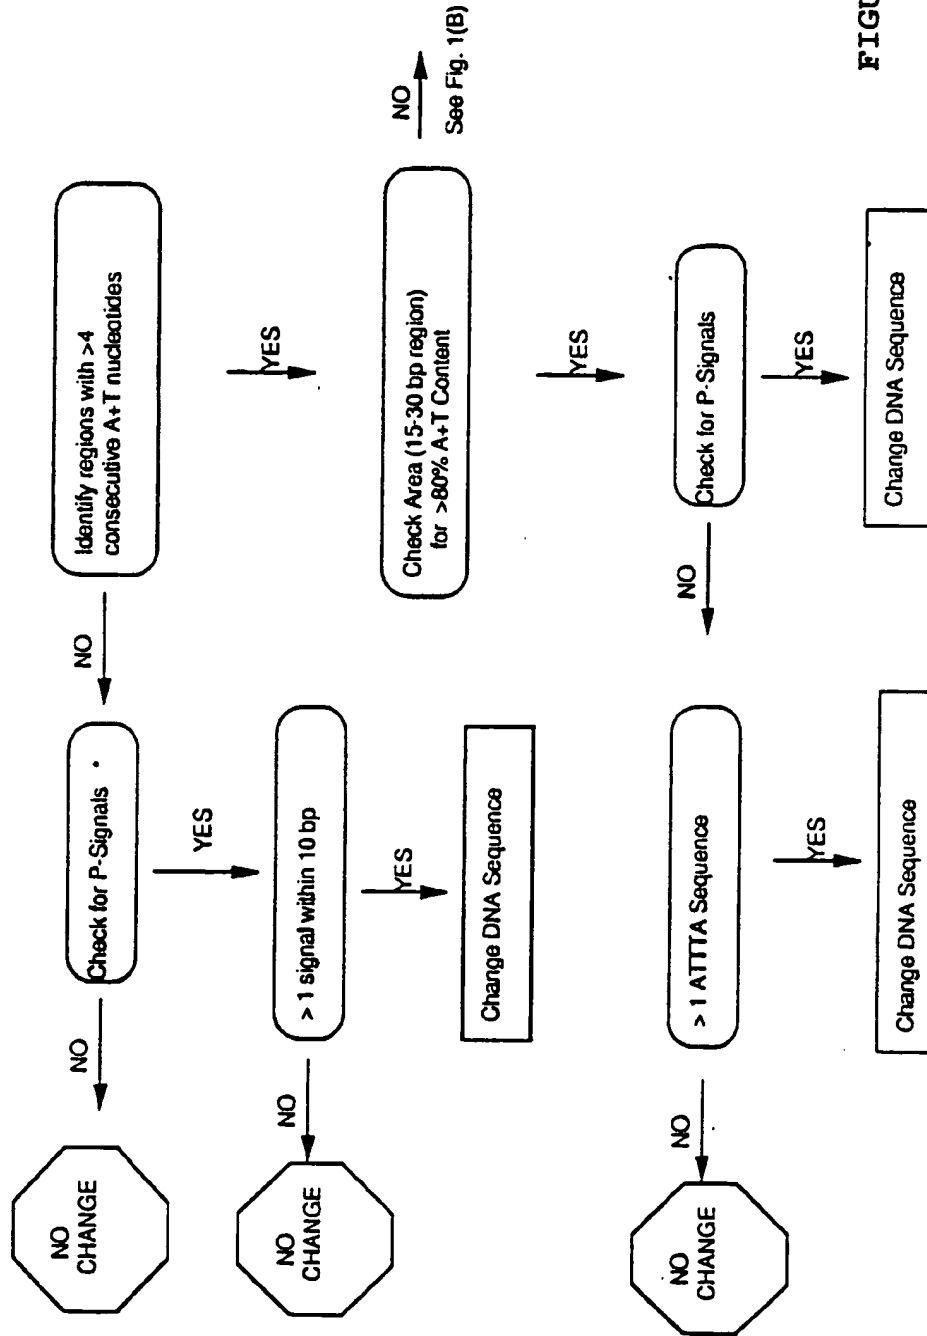 NO
CHANGE
NO
Check for P-Signals
NO
Identify regions with >4
consecutive A+T nucleotides
YES
YES
NO
CHANGE
NO
> 1 signal within 10 bp
Check Area (15-30 bp region)
for >80% A+T Content
NO
See Fig. 1(B)
YES
Change DNA Sequence
YES
NO
CHANGE
NO
> 1 ATTTA Sequence
NO
Check for P-Signals
YES
YES
Change DNA Sequence
Change DNA Sequence
FIGU